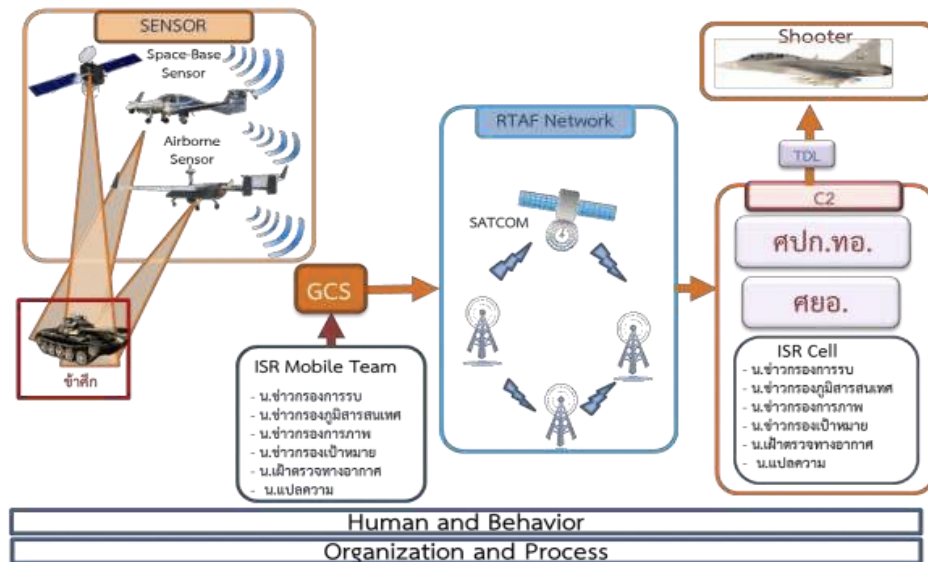 SENSOR
Space-Base
Sensor
Airborne
Sensor
ข้าศึก
GCS
ISR Mobile Team
- น.ข่าวกรองการรบ
- น.ข่าวกรองภูมิสารสนเทศ
- น.ข่าวกรองการภาพ
- น.ข่าวกรองเป้าหมาย
- น.เฝ้าตรวจทางอากาศ
- น.แปลความ
RTAF Network
SATCOM
Shooter
TDL
C2
ศปก.ทอ.
ศยอ.
ISR Cell
- น.ข่าวกรองการรบ
- น.ข่าวกรองภูมิสารสนเทศ
- น.ข่าวกรองการภาพ
- น.ข่าวกรองเป้าหมาย
- น.เฝ้าตรวจทางอากาศ
- น.แปลความ
Human and Behavior
Organization and Process